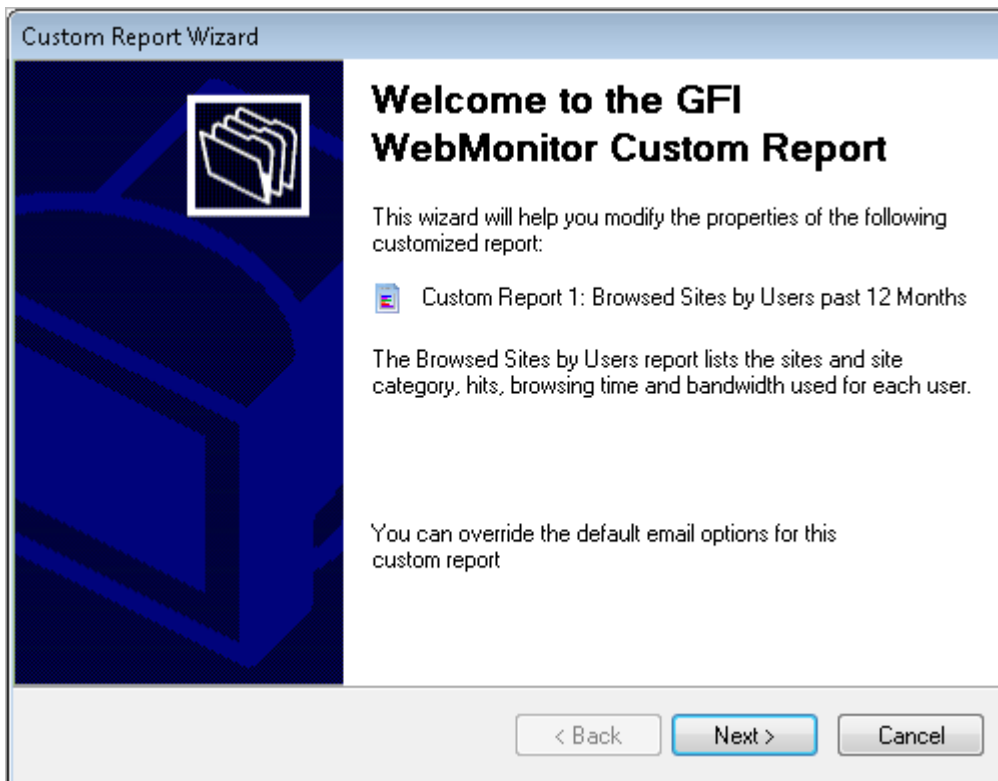 Custom Report Wizard
Welcome to the GFI
WebMonitor Custom Report
This wizard will help you modify the properties of the following
customized report:
Custom Report 1: Browsed Sites by Users past 12 Months
The Browsed Sites by Users report lists the sites and site
category, hits, browsing time and bandwidth used for each user.
You can override the default email options for this
custom report
< Back
Next >
Cancel